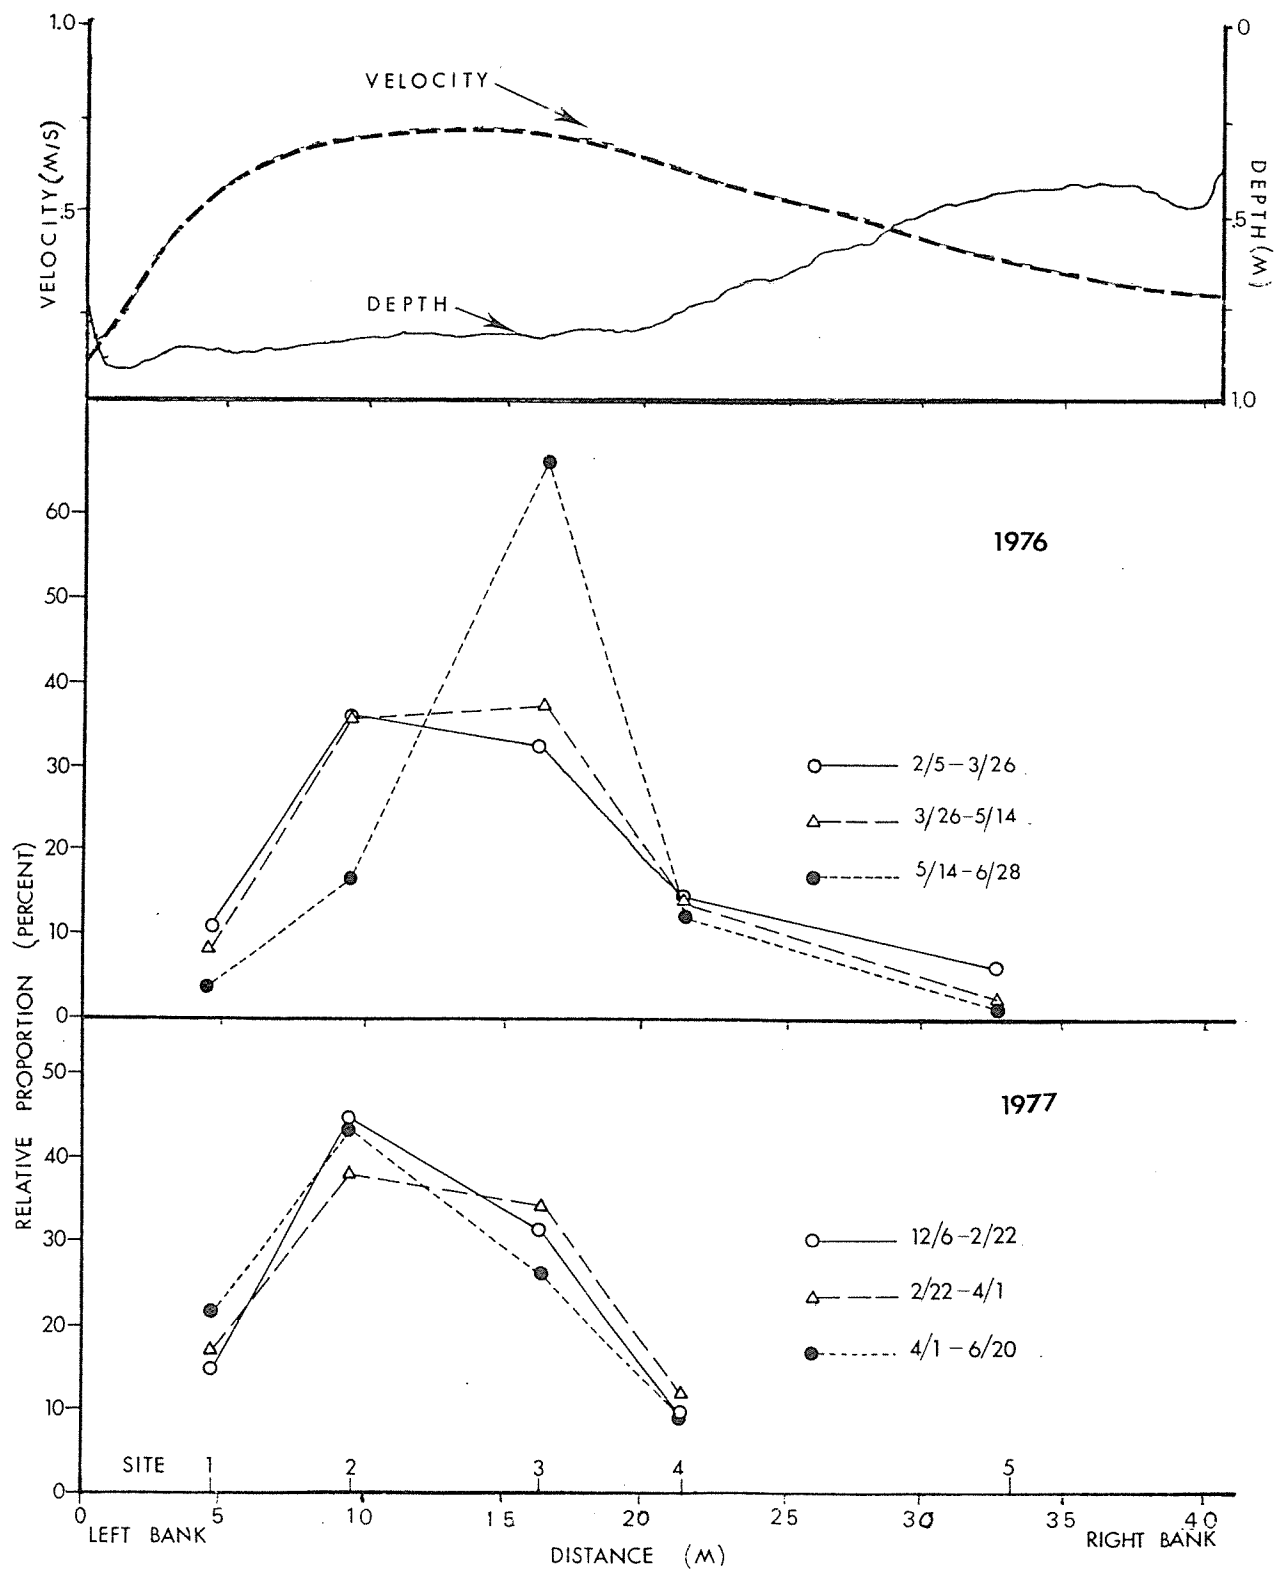 1.0
.5
VELOCITY (M/S)
VELOCITY
DEPTH
0
.5
1.0
DEPTH (M)
1976
60
50
40
30
20
10
0
2/5-3/26
3/26-5/14
5/14-6/28
RELATIVE PROPORTION (PERCENT)
1977
50
40
30
20
10
0
12/6-2/22
2/22-4/1
4/1-6/20
SITE 1 2 3 4 5
0 5 10 15 20 25 30 35 40
LEFT BANK RIGHT BANK
DISTANCE (M)